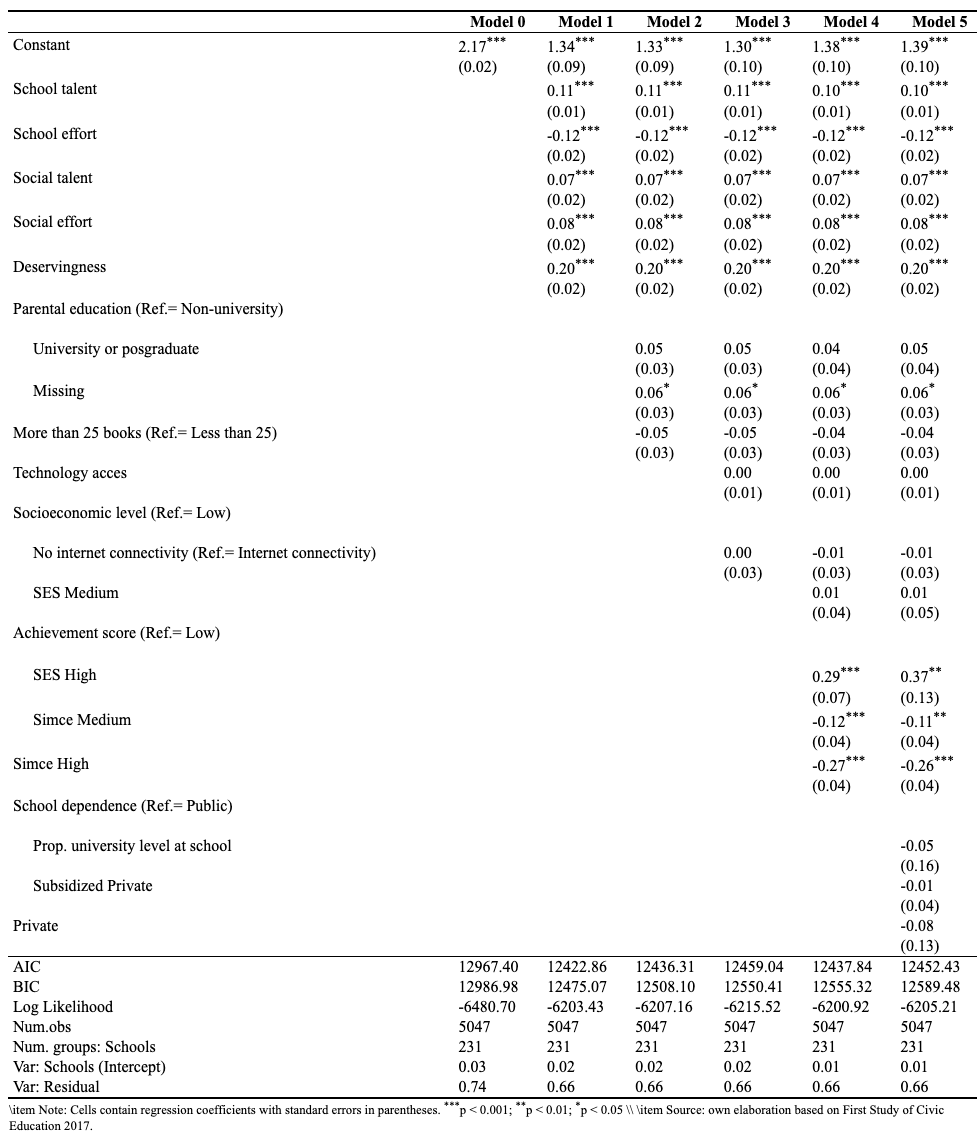 Model 0 Model 1 Model 2 Model 3 Model 4 Model 5
Constant 2.17*** 1.34*** 1.33*** 1.30*** 1.38*** 1.39***
(0.02) (0.09) (0.09) (0.10) (0.10) (0.10)
School talent 0.11*** 0.11*** 0.11*** 0.10*** 0.10***
(0.01) (0.01) (0.01) (0.01) (0.01)
School effort -0.12*** -0.12*** -0.12*** -0.12*** -0.12***
(0.02) (0.02) (0.02) (0.02) (0.02)
Social talent 0.07*** 0.07*** 0.07*** 0.07*** 0.07***
(0.02) (0.02) (0.02) (0.02) (0.02)
Social effort 0.08*** 0.08*** 0.08*** 0.08*** 0.08***
(0.02) (0.02) (0.02) (0.02) (0.02)
Deservingness 0.20*** 0.20*** 0.20*** 0.20*** 0.20***
(0.02) (0.02) (0.02) (0.02) (0.02)
Parental education (Ref.= Non-university)
University or posgraduate 0.05 0.05 0.04 0.05
(0.03) (0.03) (0.04) (0.04)
Missing 0.06* 0.06* 0.06* 0.06*
(0.03) (0.03) (0.03) (0.03)
More than 25 books (Ref.= Less than 25) -0.05 -0.05 -0.04 -0.04
(0.03) (0.03) (0.03) (0.03)
Technology acces 0.00 0.00 0.00
(0.01) (0.01) (0.01)
Socioeconomic level (Ref.= Low)
No internet connectivity (Ref.= Internet connectivity) 0.00 -0.01 -0.01
(0.03) (0.03) (0.03)
SES Medium 0.01 0.01
(0.04) (0.05)
Achievement score (Ref.= Low)
SES High 0.29*** 0.37**
(0.07) (0.13)
Simce Medium -0.12*** -0.11**
(0.04) (0.04)
Simce High -0.27*** -0.26***
(0.04) (0.04)
School dependence (Ref.= Public)
Prop. university level at school -0.05
(0.16)
Subsidized Private -0.01
(0.04)
Private -0.08
(0.13)
AIC 12967.40 12422.86 12436.31 12459.04 12437.84 12452.43
BIC 12986.98 12475.07 12508.10 12550.41 12555.32 12589.48
Log Likelihood -6480.70 -6203.43 -6207.16 -6215.52 -6200.92 -6205.21
Num.obs 5047 5047 5047 5047 5047 5047
Num. groups: Schools 231 231 231 231 231 231
Var: Schools (Intercept) 0.03 0.02 0.02 0.02 0.01 0.01
Var: Residual 0.74 0.66 0.66 0.66 0.66 0.66
\item Note: Cells contain regression coefficients with standard errors in parentheses. ***p < 0.001; **p < 0.01; *p < 0.05 \\ \item Source: own elaboration based on First Study of Civic
Education 2017.